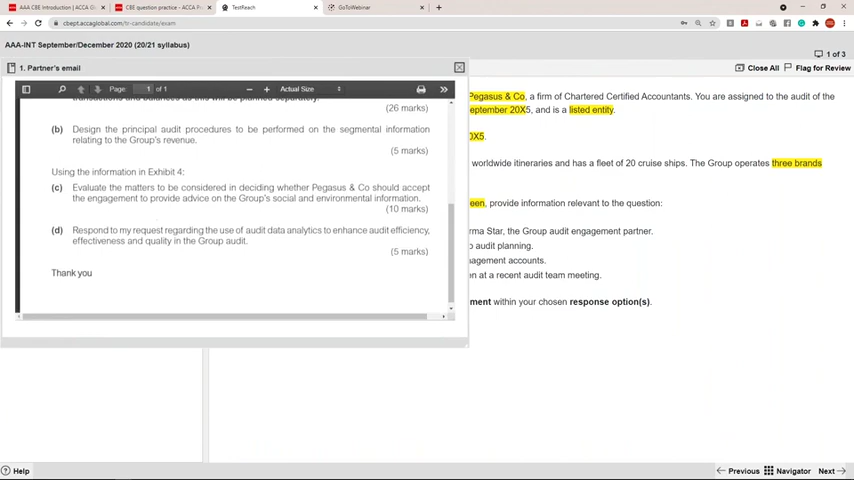 AAA CBE Introduction | ACCA G
CBE question practice - ACCA P
TestReach
GoToWebinar
cbept.accaglobal.com/tr-candidate/exam
AAA-INT September/December 2020 (20/21 syllabus)
1 of 3
Close All
Flag for Review
1. Partner's email
Page 1 of 1
Actual Size
(26 marks)
(b) Design the principal audit procedures to be performed on the segmental information
relating to the Group's revenue.
(5 marks)
Using the information in Exhibit 4:
(c) Evaluate the matters to be considered in deciding whether Pegasus & Co should accept
the engagement to provide advice on the Group's social and environmental information.
(10 marks)
(d) Respond to my request regarding the use of audit data analytics to enhance audit efficiency,
effectiveness and quality in the Group audit.
(5 marks)
Thank you
Pegasus & Co, a firm of Chartered Certified Accountants. You are assigned to the audit of the
eptember 20X5, and is a listed entity.
0X5.
worldwide itineraries and has a fleet of 20 cruise ships. The Group operates three brands
een, provide information relevant to the question:
rma Star, the Group audit engagement partner.
audit planning.
agement accounts.
n at a recent audit team meeting.
ment within your chosen response option(s).
Help
Previous
Navigator
Next